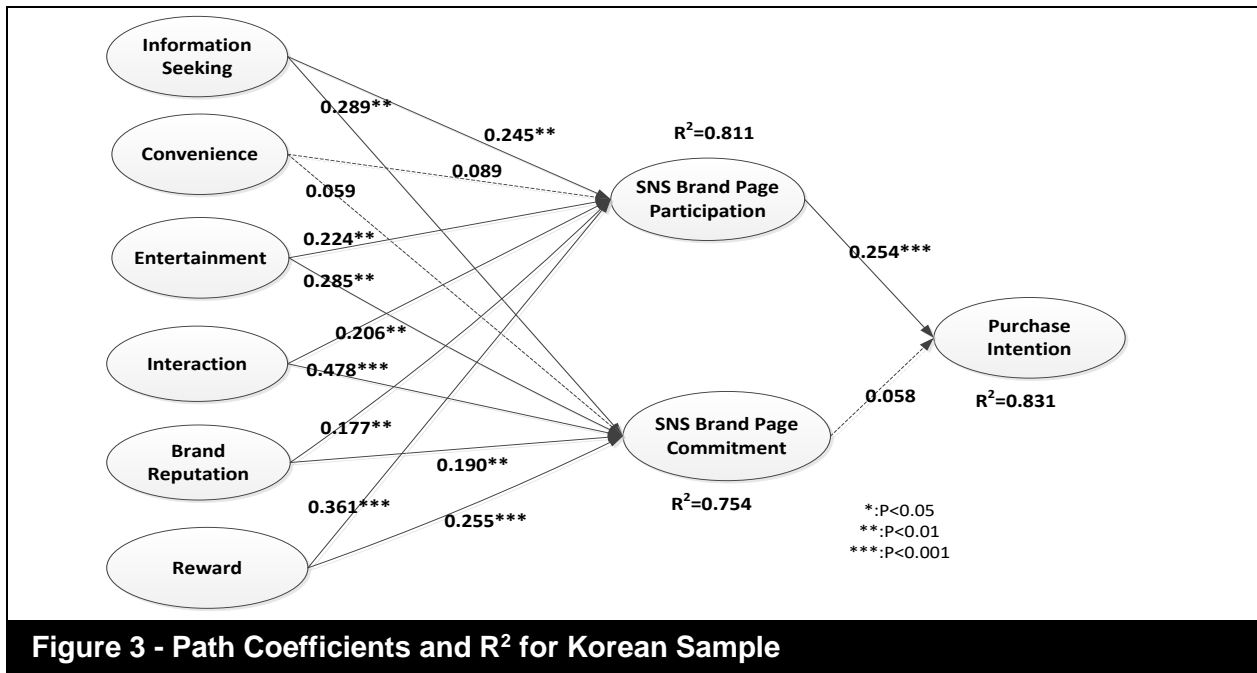 Information
Seeking
0.289**
0.245**
R²=0.811
Convenience
0.089
0.059
SNS Brand Page
Participation
Entertainment
0.224**
0.254***
0.285**
Interaction
0.206**
0.478***
Purchase
Intention
0.058
R²=0.831
Brand
Reputation
0.177**
0.190**
SNS Brand Page
Commitment
R²=0.754
Reward
0.361***
0.255***
*:P<0.05
**:P<0.01
***:P<0.001
Figure 3 - Path Coefficients and R² for Korean Sample